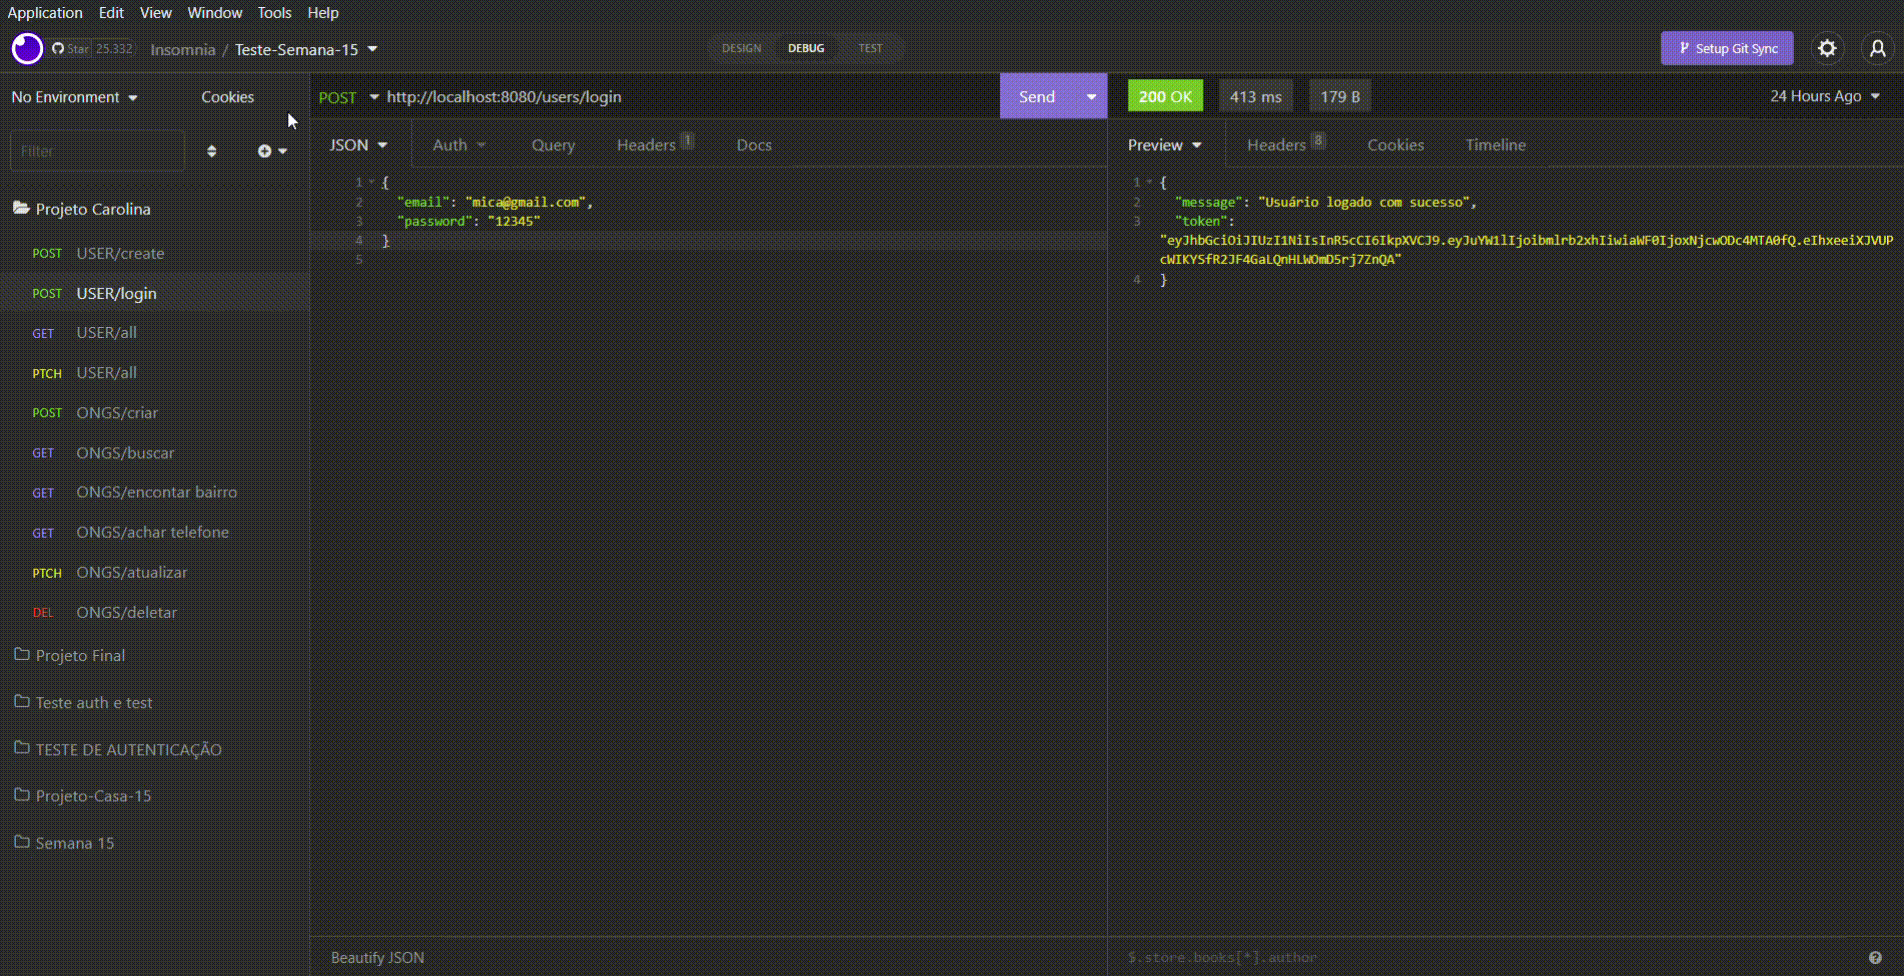 Application Edit View Window Tools Help
Star 25.332 Insomnia / Teste-Semana-15
DESIGN DEBUG TEST
Setup Git Sync
No Environment Cookies
Filter
Projeto Carolina
POST USER/create
POST USER/login
GET USER/all
PTCH USER/all
POST ONGS/criar
GET ONGS/buscar
GET ONGS/encontar bairro
GET ONGS/achar telefone
PTCH ONGS/atualizar
DEL ONGS/deletar
Projeto Final
Teste auth e test
TESTE DE AUTENTICAÇÃO
Projeto-Casa-15
Semana 15
POST http://localhost:8080/users/login
Send
JSON Auth Query Headers 1 Docs
1 {
2 "email": "mica@gmail.com",
3 "password": "12345"
4 }
5
Beautify JSON
200 OK 413 ms 179 B 24 Hours Ago
Preview Headers 8 Cookies Timeline
1 {
2 "message": "Usuário logado com sucesso",
3 "token":
"eyJhbGciOiJIUzI1NiIsInR5cCI6IkpXVCJ9.eyJuYW1lIjoibmlrb2xhIiwiaWF0IjoxNjcwODc4MTA0fQ.eIhxeeiXJVUP
cWIKYSfR2JF4GaLQnHLWOmD5rj7ZnQA"
4 }
$.store.books[*].author